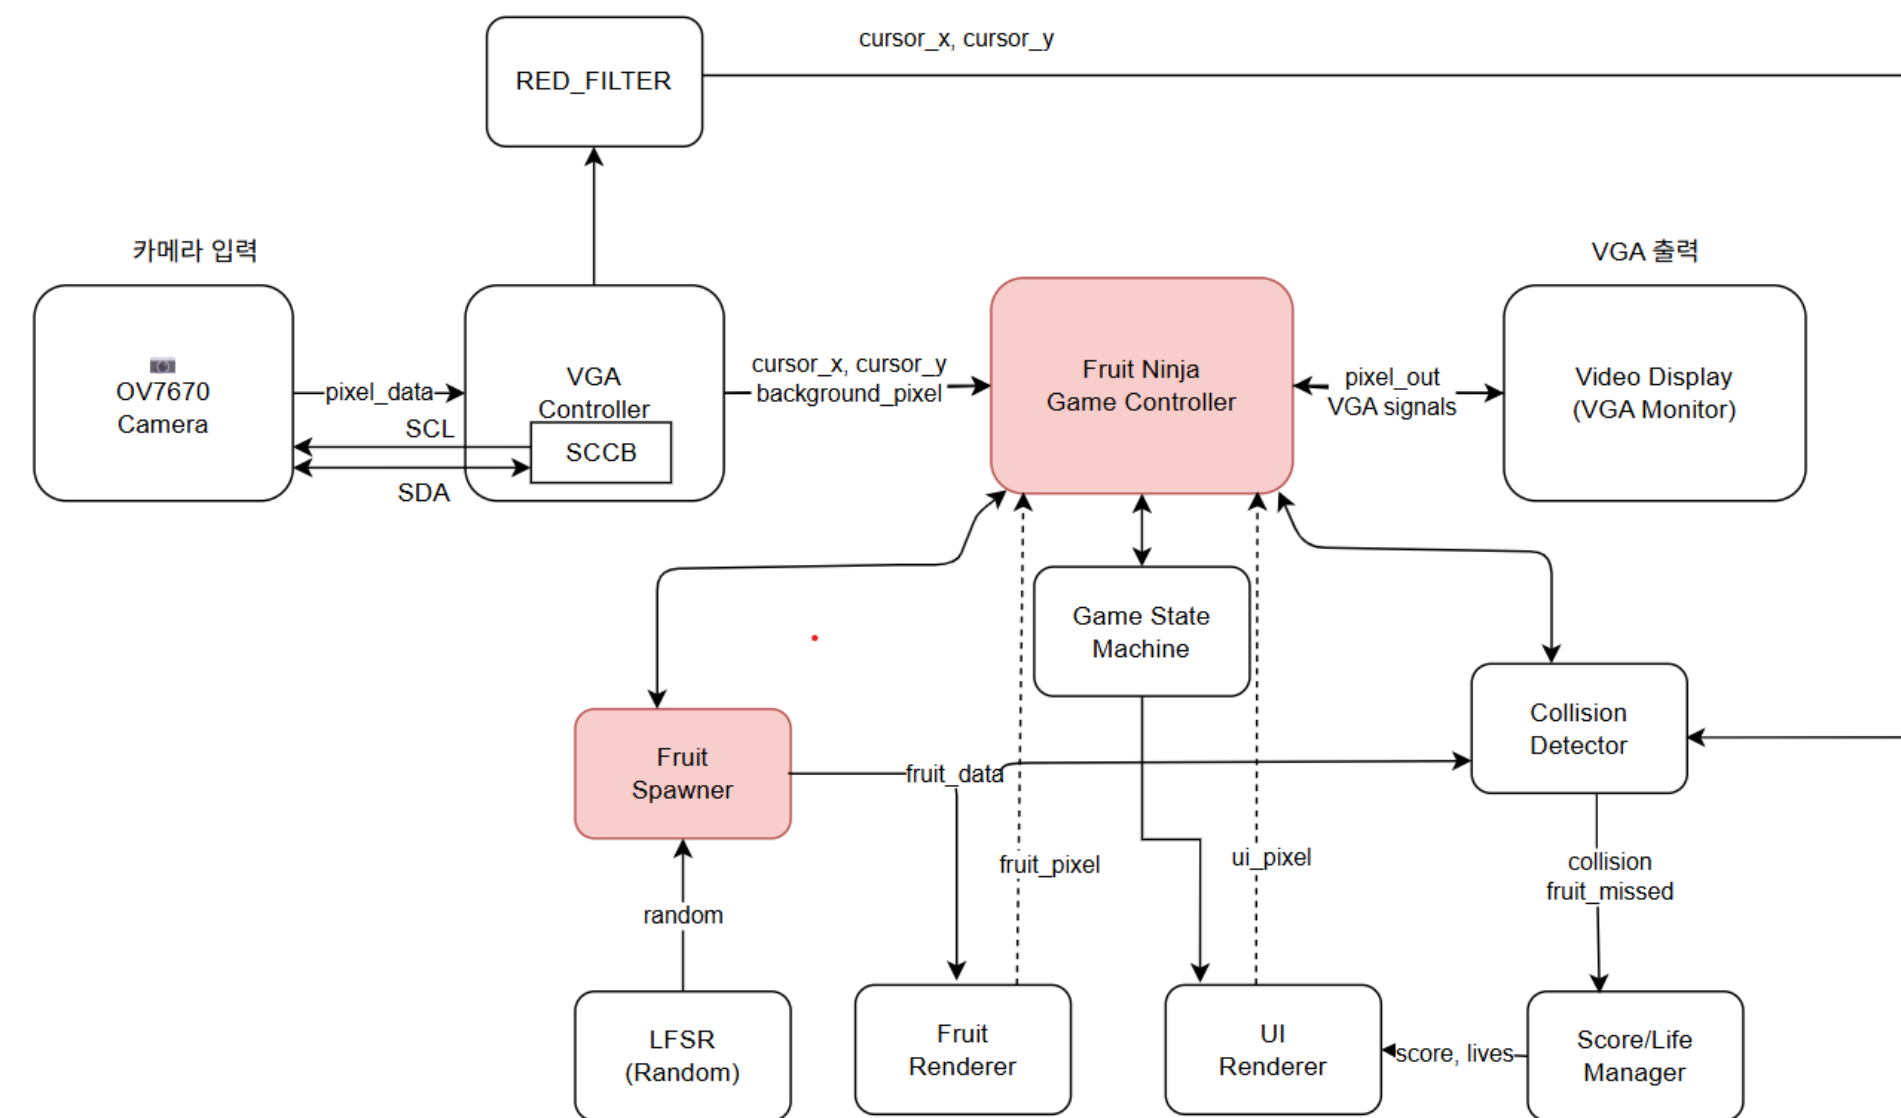 cursor_x, cursor_y
RED_FILTER
카메라 입력
VGA 출력
OV7670
Camera
pixel_data
SCL
SDA
VGA
Controller
SCCB
cursor_x, cursor_y
background_pixel
Fruit Ninja
Game Controller
pixel_out
VGA signals
Video Display
(VGA Monitor)
Game State
Machine
Collision
Detector
Fruit
Spawner
fruit_data
fruit_pixel
ui_pixel
collision
fruit_missed
random
LFSR
(Random)
Fruit
Renderer
UI
Renderer
score, lives
Score/Life
Manager